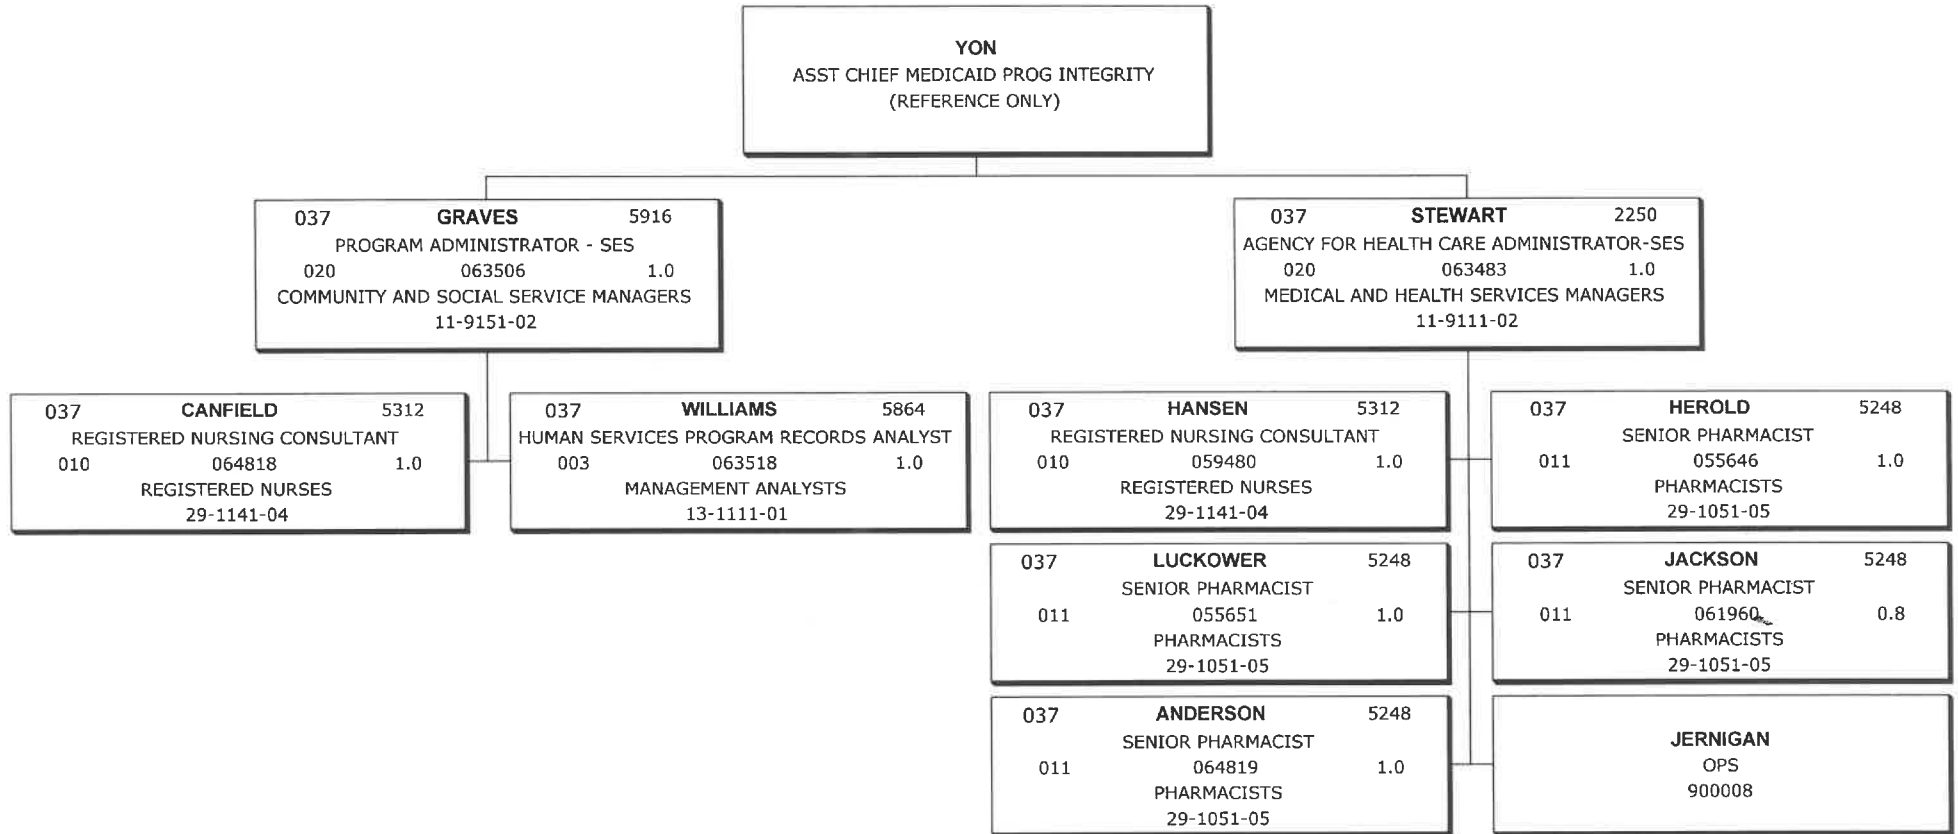 YON
ASST CHIEF MEDICAID PROG INTEGRITY
(REFERENCE ONLY)
037 GRAVES 5916
PROGRAM ADMINISTRATOR - SES
020 063506 1.0
COMMUNITY AND SOCIAL SERVICE MANAGERS
11-9151-02
037 STEWART 2250
AGENCY FOR HEALTH CARE ADMINISTRATOR-SES
020 063483 1.0
MEDICAL AND HEALTH SERVICES MANAGERS
11-9111-02
037 CANFIELD 5312
REGISTERED NURSING CONSULTANT
010 064818 1.0
REGISTERED NURSES
29-1141-04
037 WILLIAMS 5864
HUMAN SERVICES PROGRAM RECORDS ANALYST
003 063518 1.0
MANAGEMENT ANALYSTS
13-1111-01
037 HANSEN 5312
REGISTERED NURSING CONSULTANT
010 059480 1.0
REGISTERED NURSES
29-1141-04
037 HEROLD 5248
SENIOR PHARMACIST
011 055646 1.0
PHARMACISTS
29-1051-05
037 LUCKOWER 5248
SENIOR PHARMACIST
011 055651 1.0
PHARMACISTS
29-1051-05
037 JACKSON 5248
SENIOR PHARMACIST
011 061960 0.8
PHARMACISTS
29-1051-05
037 ANDERSON 5248
SENIOR PHARMACIST
011 064819 1.0
PHARMACISTS
29-1051-05
JERNIGAN
OPS
900008